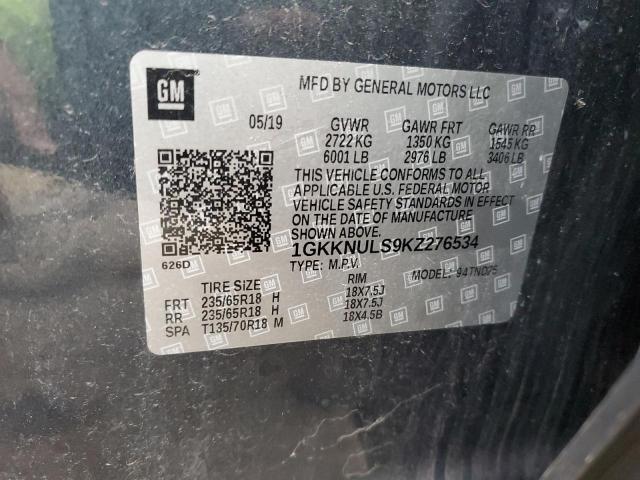 GM
MFD BY GENERAL MOTORS LLC
05/19 GVWR GAWR FRT GAWR RR
2722 KG 1350 KG 1545 KG
6001 LB 2976 LB 3406 LB
THIS VEHICLE CONFORMS TO ALL
APPLICABLE U.S. FEDERAL MOTOR
VEHICLE SAFETY STANDARDS IN EFFECT
ON THE DATE OF MANUFACTURE
SHOWN ABOVE.
626D
1GKKNULS9KZ276534
TYPE: M.P.V. MODEL: 94TND26
TIRE SIZE RIM
FRT 235/65R18 H 18X7.5J
RR 235/65R18 H 18X7.5J
SPA T135/70R18 M 18X4.5B